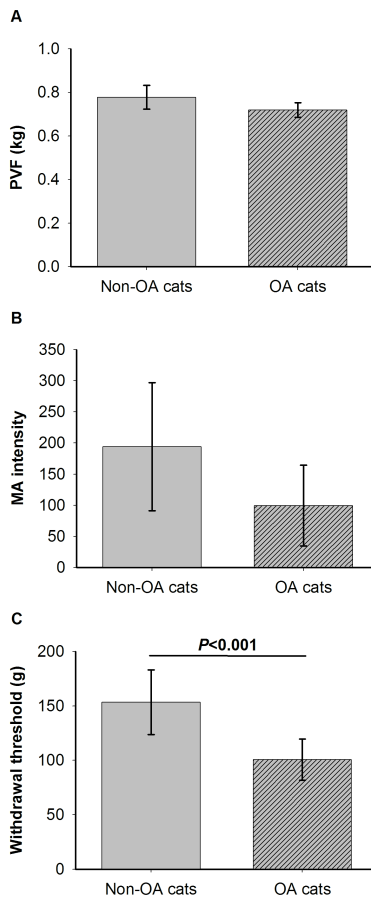 A
1.0
0.8
0.6
0.4
0.2
0.0
PVF (kg)
Non-OA cats OA cats
B
350
300
250
200
150
100
50
0
MA intensity
Non-OA cats OA cats
C
P<0.001
200
150
100
50
0
Withdrawal threshold (g)
Non-OA cats OA cats